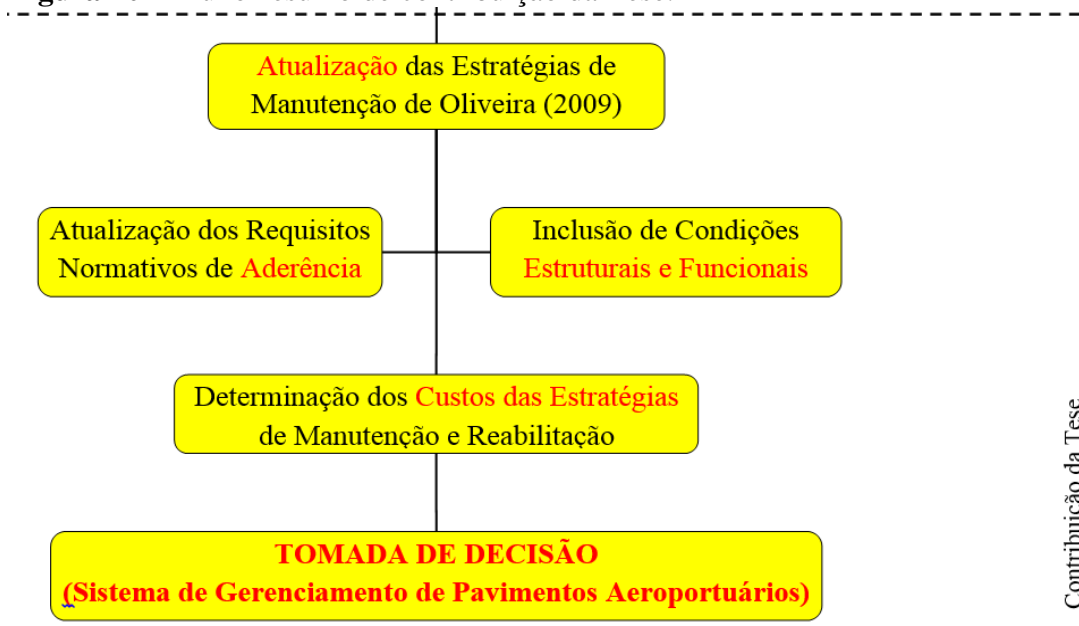 Atualização das Estratégias de
Manutenção de Oliveira (2009)
Atualização dos Requisitos
Normativos de Aderência
Inclusão de Condições
Estruturais e Funcionais
Determinação dos Custos das Estratégias
de Manutenção e Reabilitação
TOMADA DE DECISÃO
(Sistema de Gerenciamento de Pavimentos Aeroportuários)
Contribuição da Tese